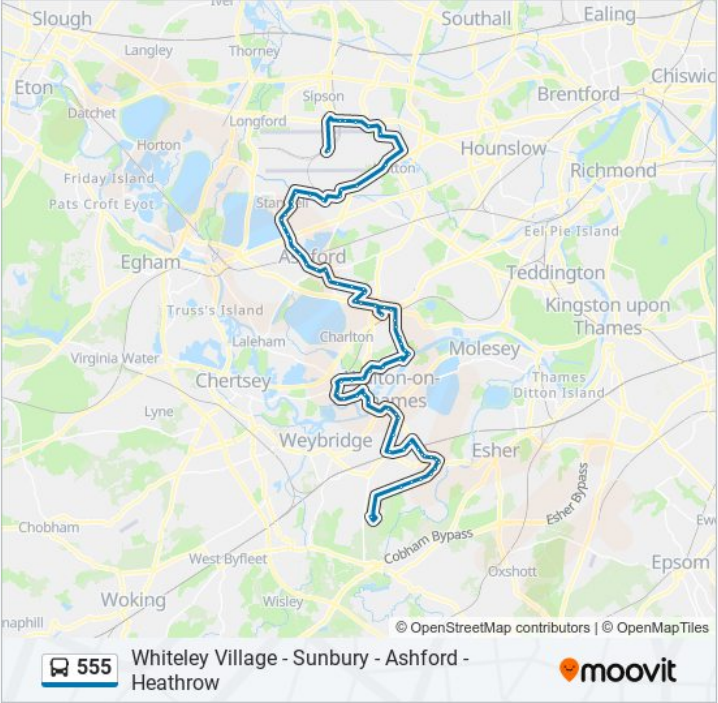 Slough
Iver
Southall
Ealing
Langley
Thorney
Eton
Sipson
Chiswic
Brentford
Datchet
Longford
Horton
Hounslow
Richmond
Friday Island
Pats Croft Eyot
Eel Pie Island
Ashford
Egham
Teddington
Kingston upon
Thames
Truss's Island
Laleham
Charlton
Molesey
Virginia Water
Chertsey
Thames
Ditton Island
Lyne
Weybridge
Esher
Esher Bypass
Chobham
Cobham Bypass
West Byfleet
Oxshott
Epsom
Woking
Wisley
naphill
© OpenStreetMap contributors | © OpenMapTiles
555
Whiteley Village - Sunbury - Ashford -
Heathrow
moovit